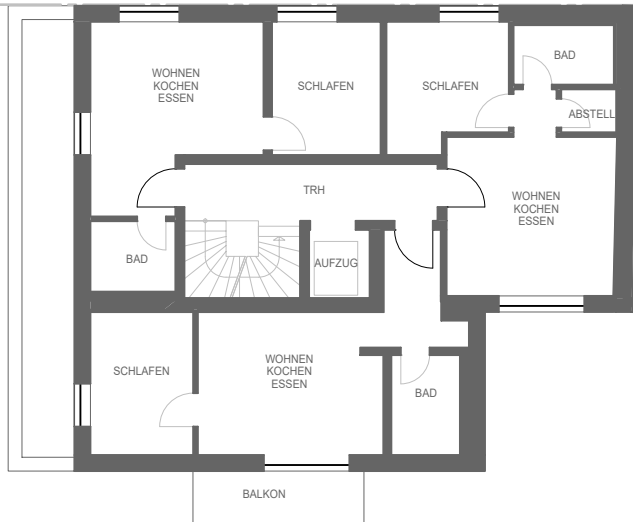 BAD
WOHNEN
KOCHEN
ESSEN
SCHLAFEN
SCHLAFEN
ABSTELL
TRH
WOHNEN
KOCHEN
ESSEN
BAD
AUFZUG
WOHNEN
KOCHEN
ESSEN
SCHLAFEN
BAD
BALKON